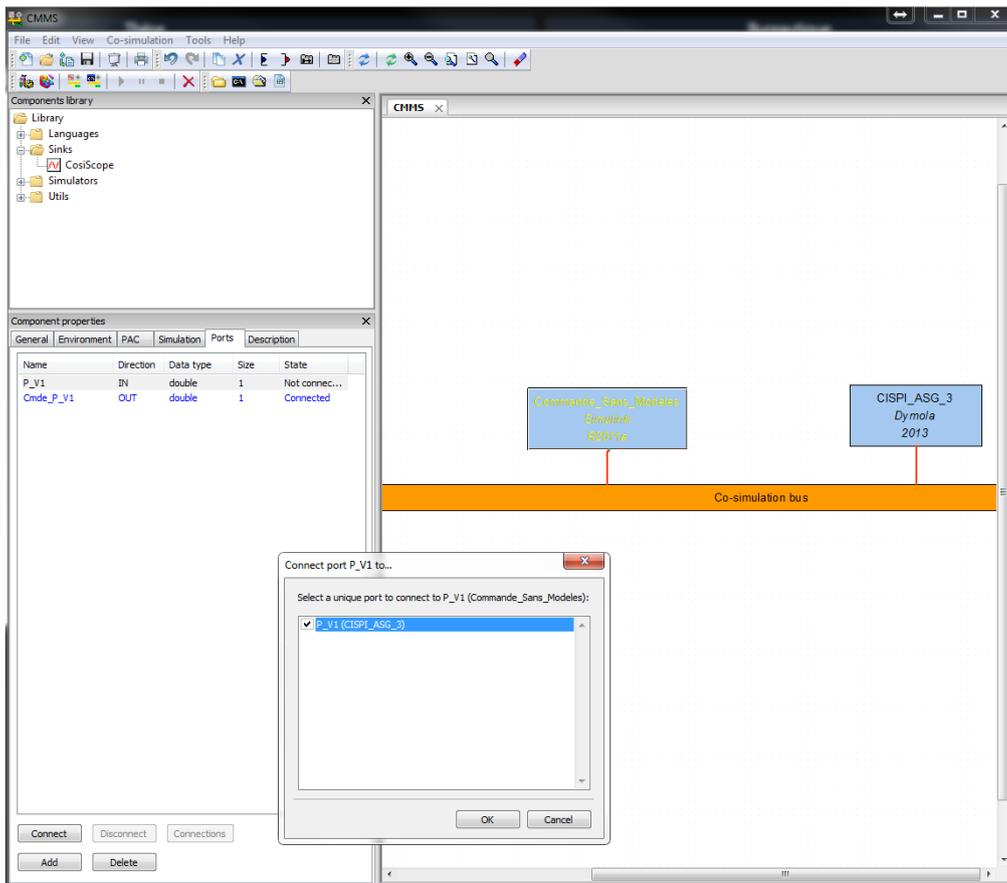 CMMS
File Edit View Co-simulation Tools Help
Components library
Library
Languages
Sinks
CosiScope
Simulators
Utils
Component properties
General Environment PAC Simulation Ports Description
Name Direction Data type Size State
P_V1 IN double 1 Not connec...
Cmde_P_V1 OUT double 1 Connected
Connect Disconnect Connections
Add Delete
CMMS
Commande_Sans_Modeles
Simulink
R2011a
CISPI_ASG_3
Dymola
2013
Co-simulation bus
Connect port P_V1 to...
Select a unique port to connect to P_V1 (Commande_Sans_Modeles):
P_V1 (CISPI_ASG_3)
OK Cancel